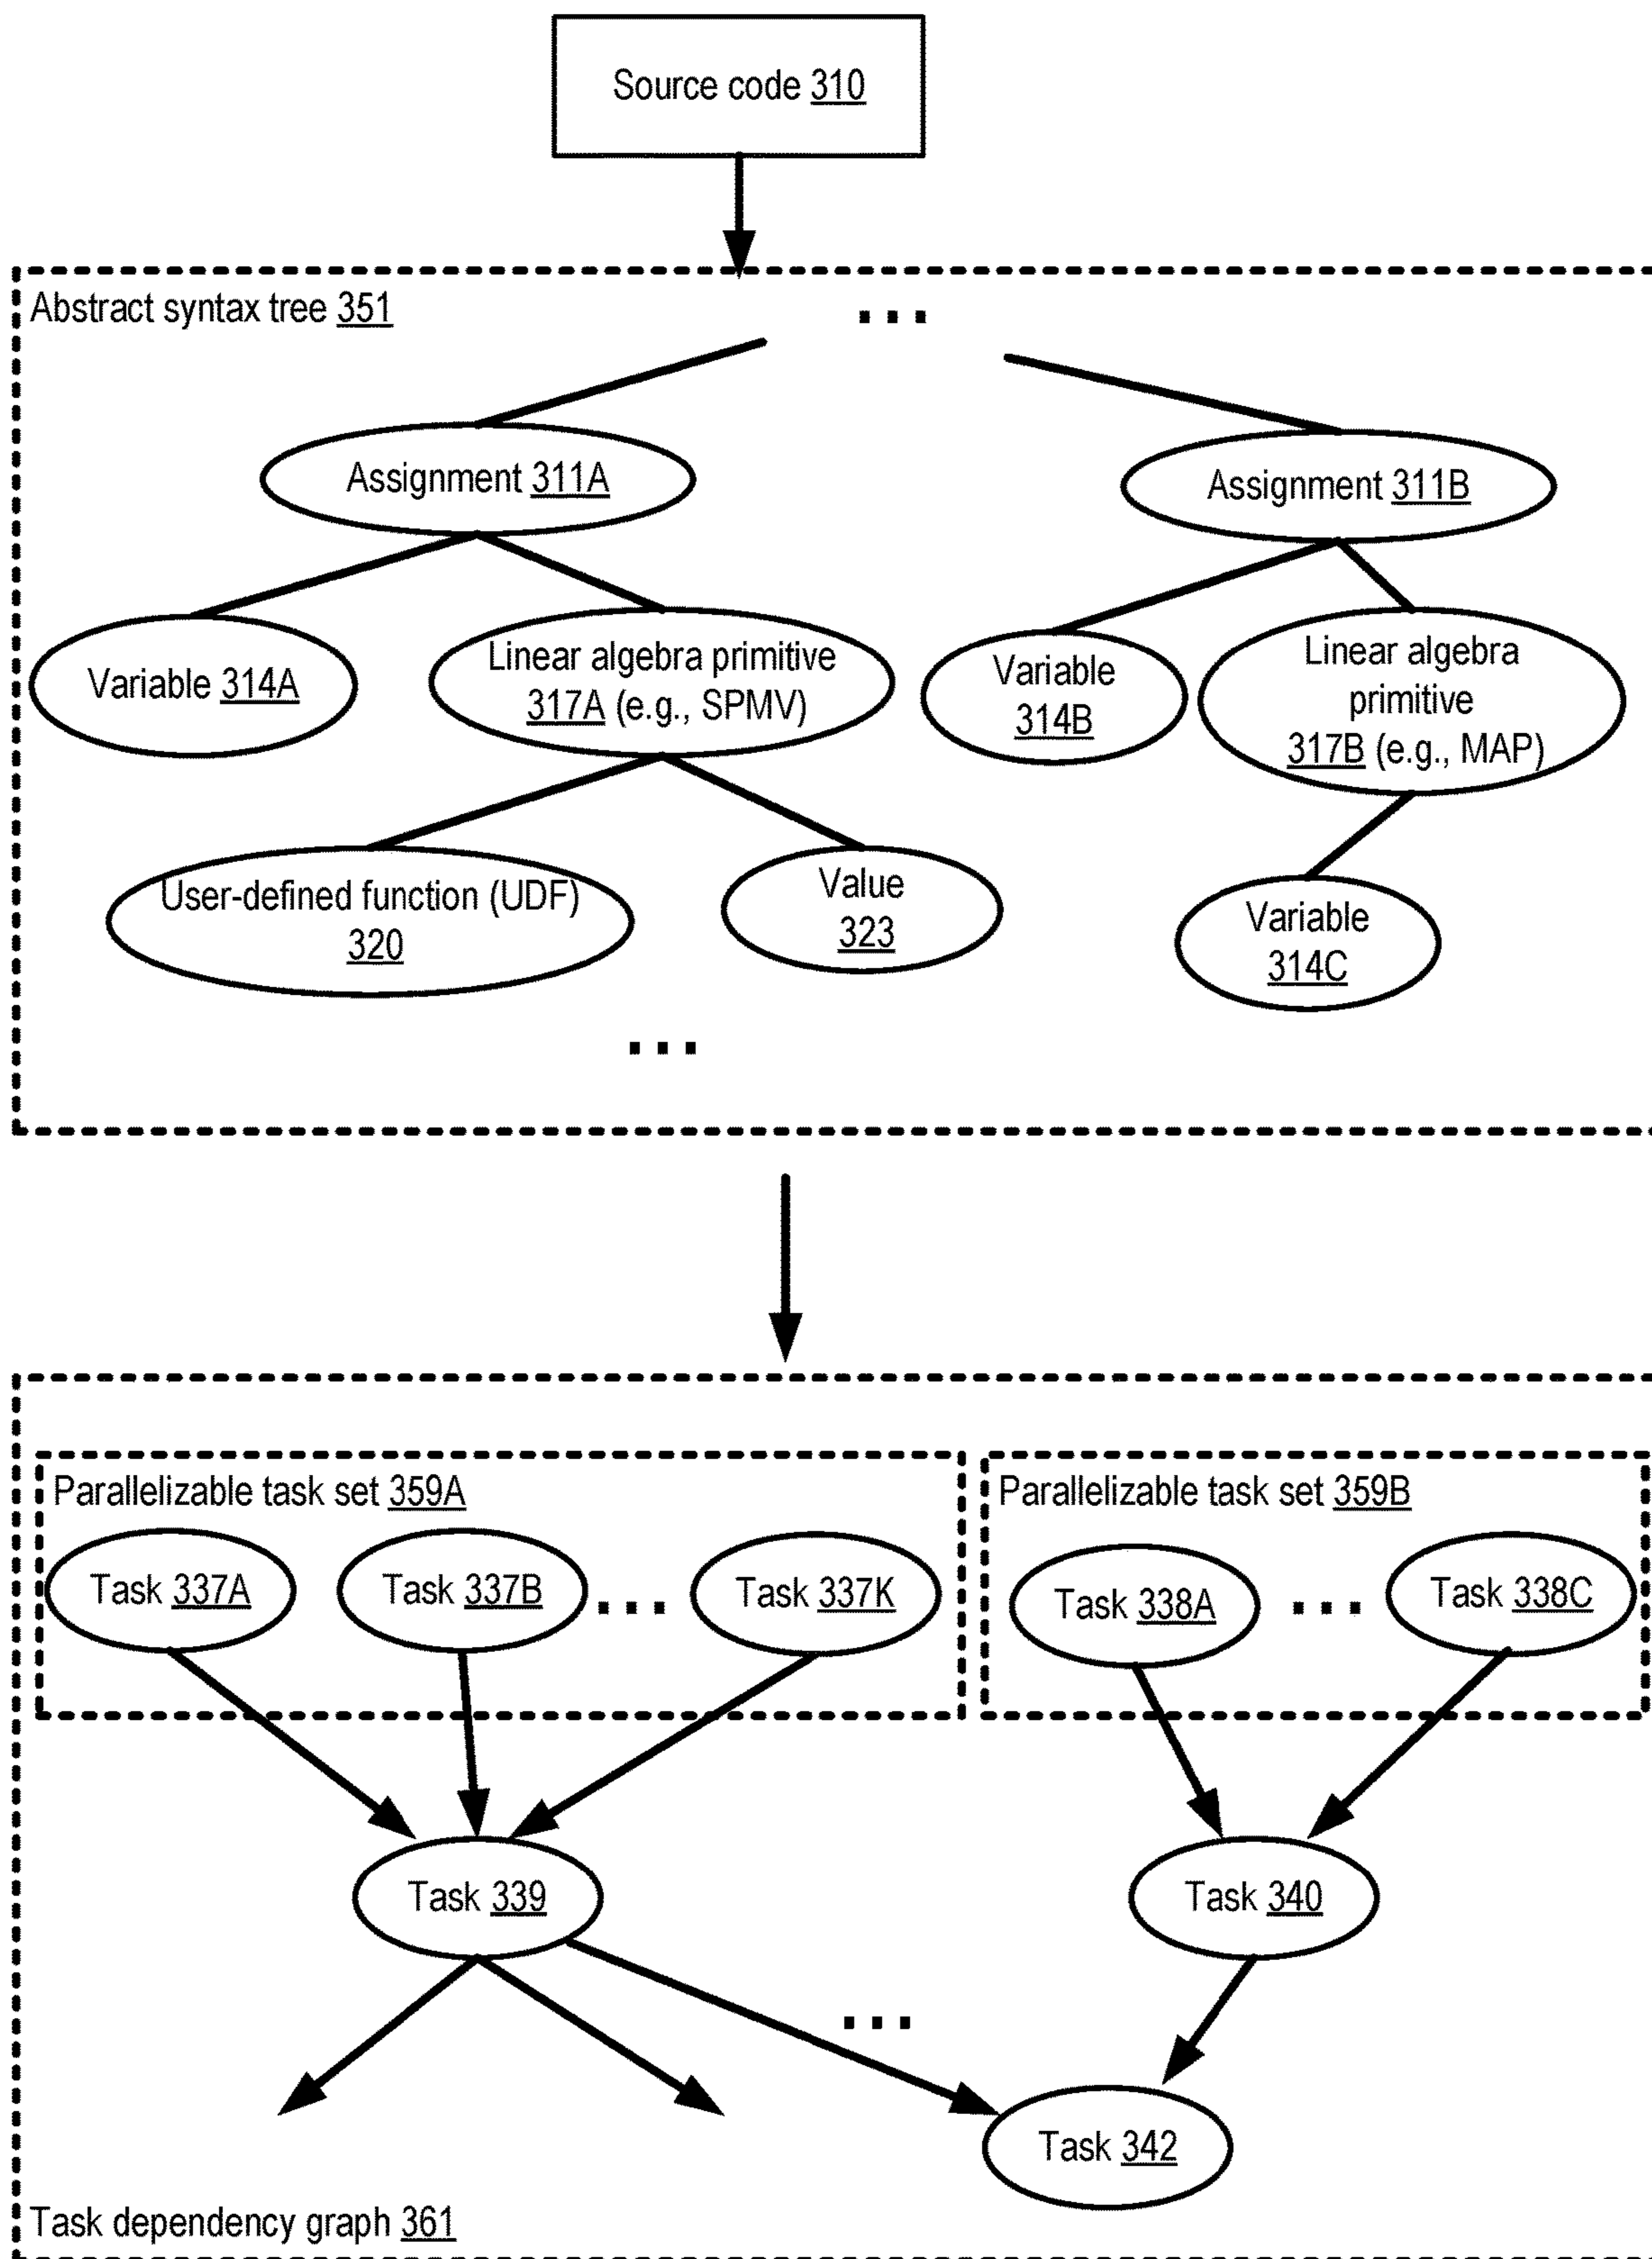 Source code 310
Abstract syntax tree 351
...
Assignment 311A
Assignment 311B
Variable 314A
Linear algebra primitive
317A (e.g., SPMV)
Variable
314B
Linear algebra
primitive
317B (e.g., MAP)
User-defined function (UDF)
320
Value
323
Variable
314C
...
Parallelizable task set 359A
Parallelizable task set 359B
Task 337A
Task 337B
...
Task 337K
Task 338A
...
Task 338C
Task 339
Task 340
...
Task 342
Task dependency graph 361